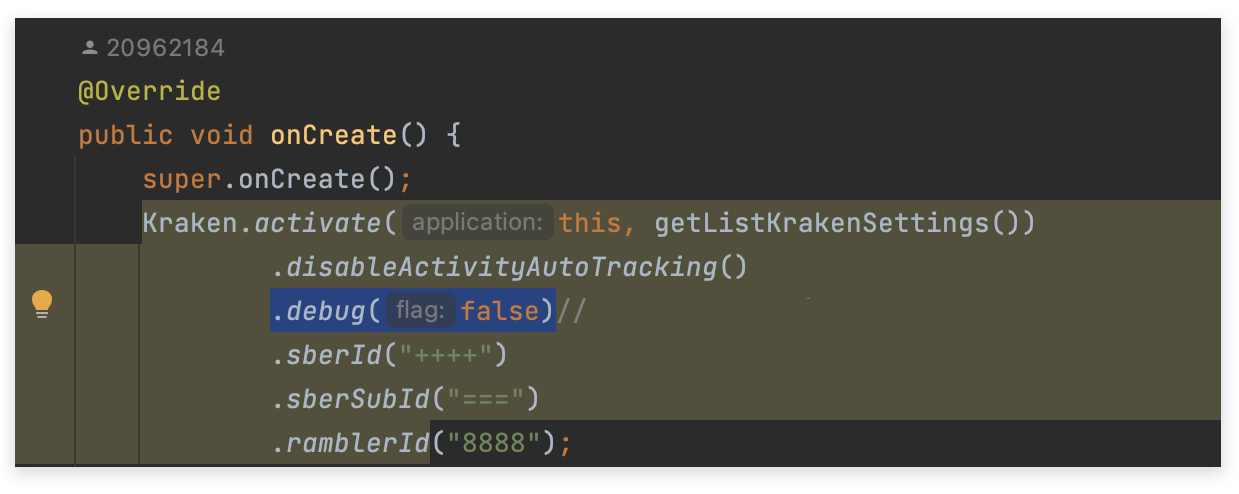 20962184
@Override
public void onCreate() {
super.onCreate();
Kraken.activate( application: this, getListKrakenSettings())
.disableActivityAutoTracking()
.debug( flag: false)//
.sberId("++++")
.sberSubId("===")
.ramblerId("8888");